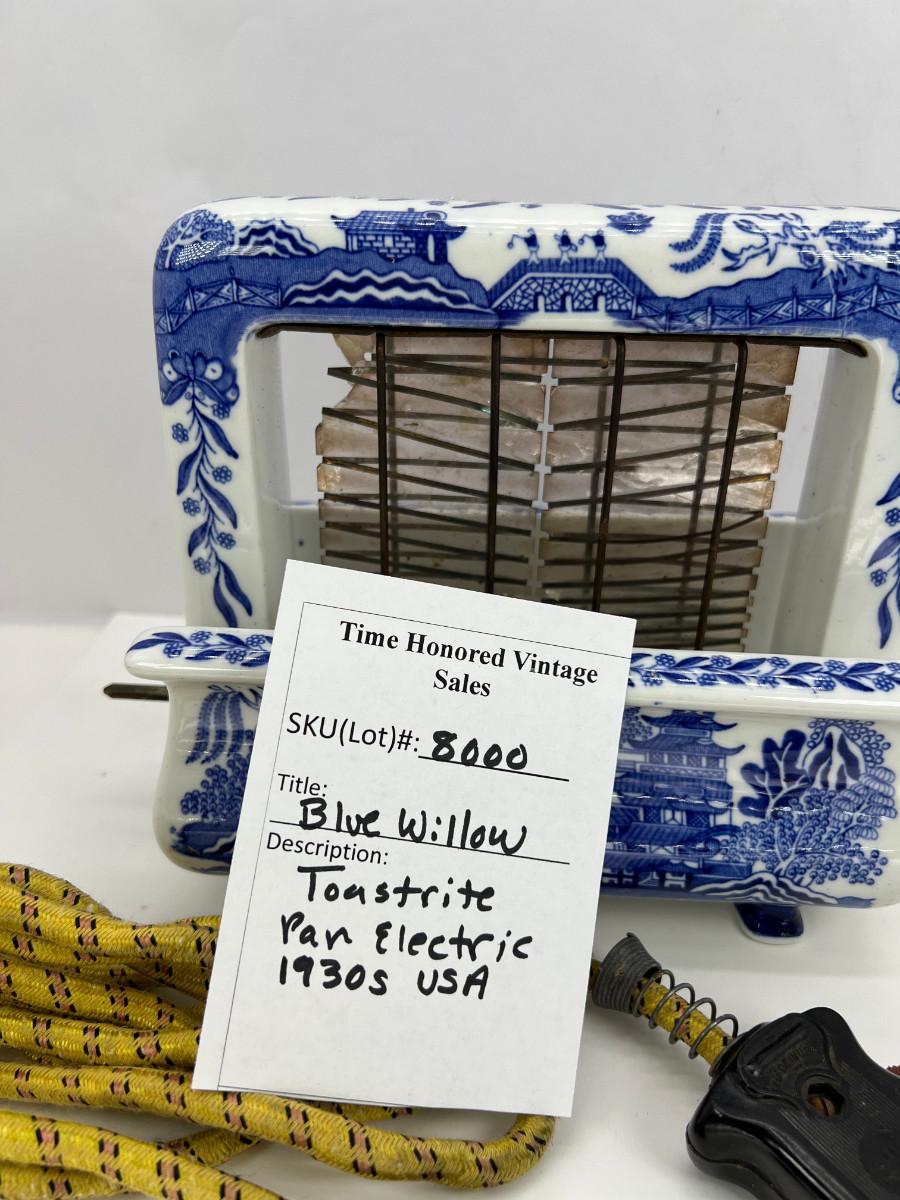 Time Honored Vintage
Sales
SKU(Lot)#: 8000
Title:
Blue Willow
Description:
Toastrite
Pan Electric
1930s USA